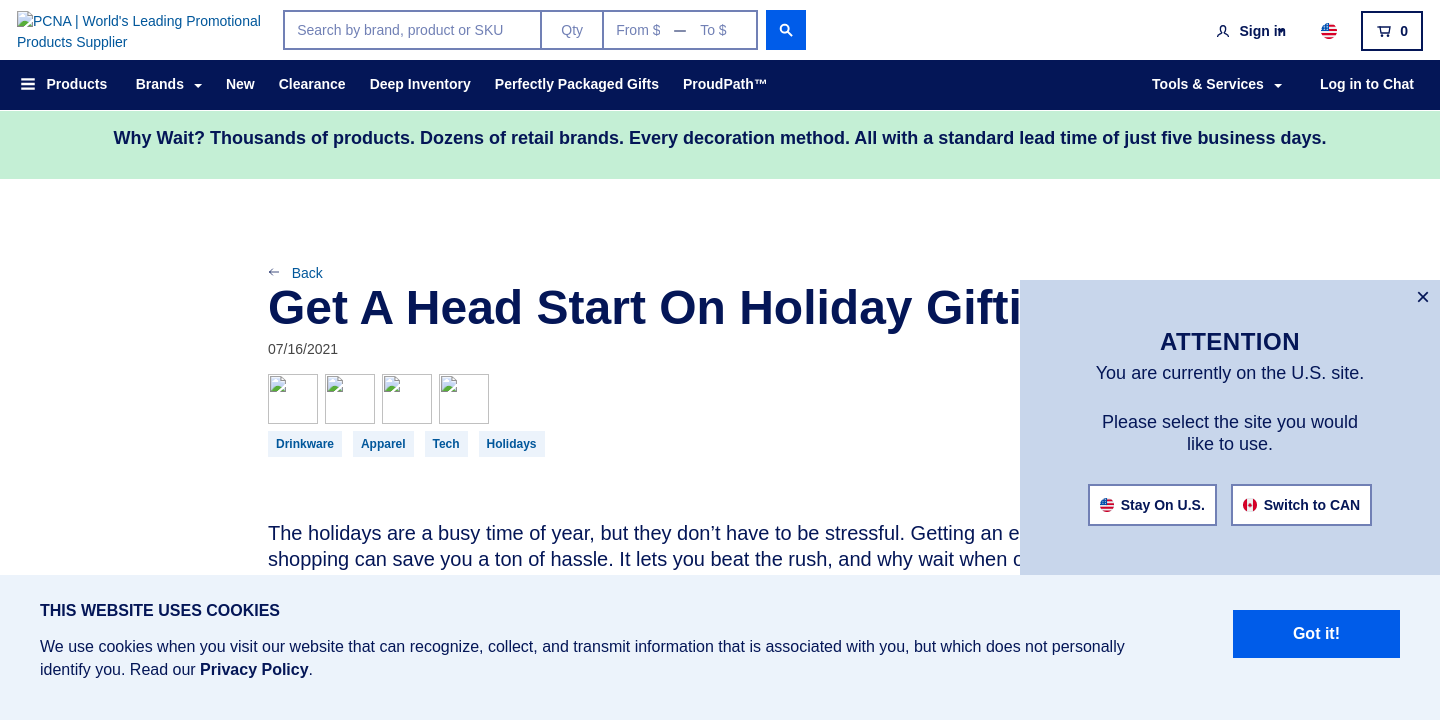 PCNA | World's Leading Promotional
Products Supplier
Search by brand, product or SKU
Qty
From $ — To $
Sign in
0
Products
Brands
New
Clearance
Deep Inventory
Perfectly Packaged Gifts
ProudPath™
Tools & Services
Log in to Chat
Why Wait? Thousands of products. Dozens of retail brands. Every decoration method. All with a standard lead time of just five business days.
Back
Get A Head Start On Holiday Gifti
07/16/2021
Drinkware
Apparel
Tech
Holidays
The holidays are a busy time of year, but they don’t have to be stressful. Getting an e
shopping can save you a ton of hassle. It lets you beat the rush, and why wait when
ATTENTION
You are currently on the U.S. site.
Please select the site you would
like to use.
Stay On U.S.
Switch to CAN
THIS WEBSITE USES COOKIES
We use cookies when you visit our website that can recognize, collect, and transmit information that is associated with you, but which does not personally
identify you. Read our Privacy Policy.
Got it!